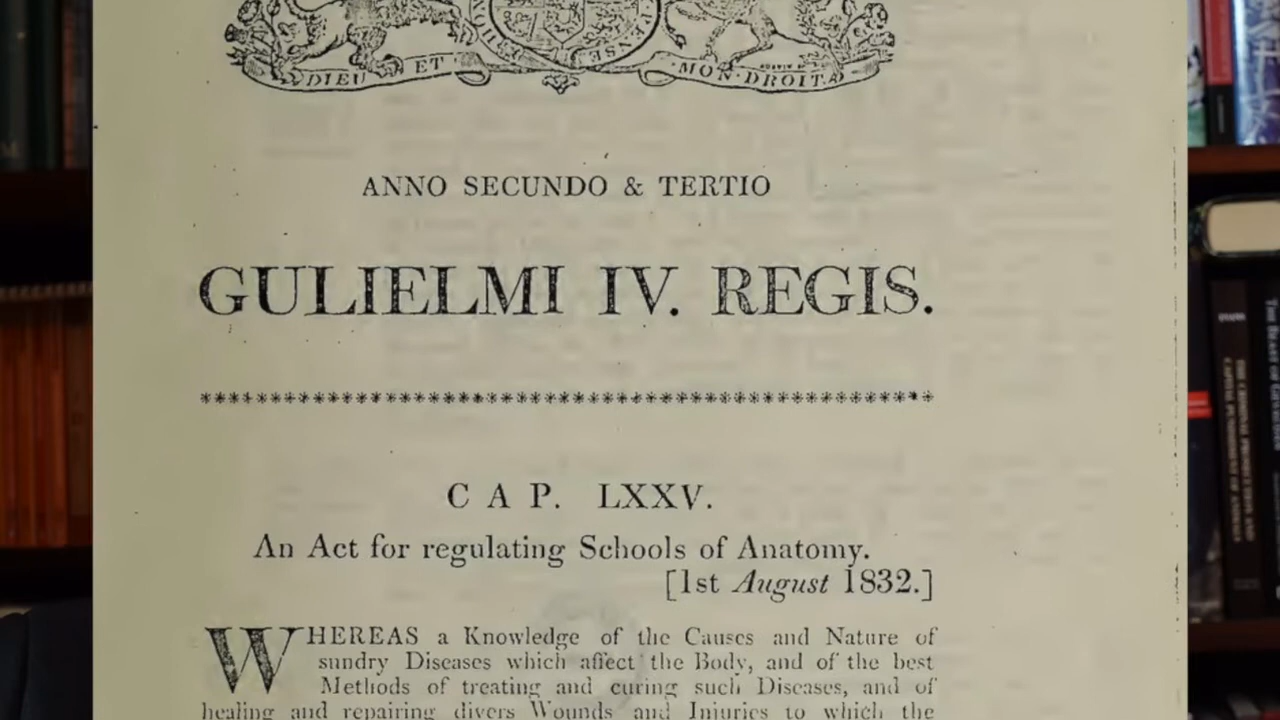 DIEU ET MON DROIT
ANNO SECUNDO & TERTIO
GULIELMI IV. REGIS.
C A P. LXXV.
An Act for regulating Schools of Anatomy.
[1st August 1832.]
WHEREAS a Knowledge of the Causes and Nature of
sundry Diseases which affect the Body, and of the best
Methods of treating and curing such Diseases, and of
healing and repairing divers Wounds and Injuries to which the